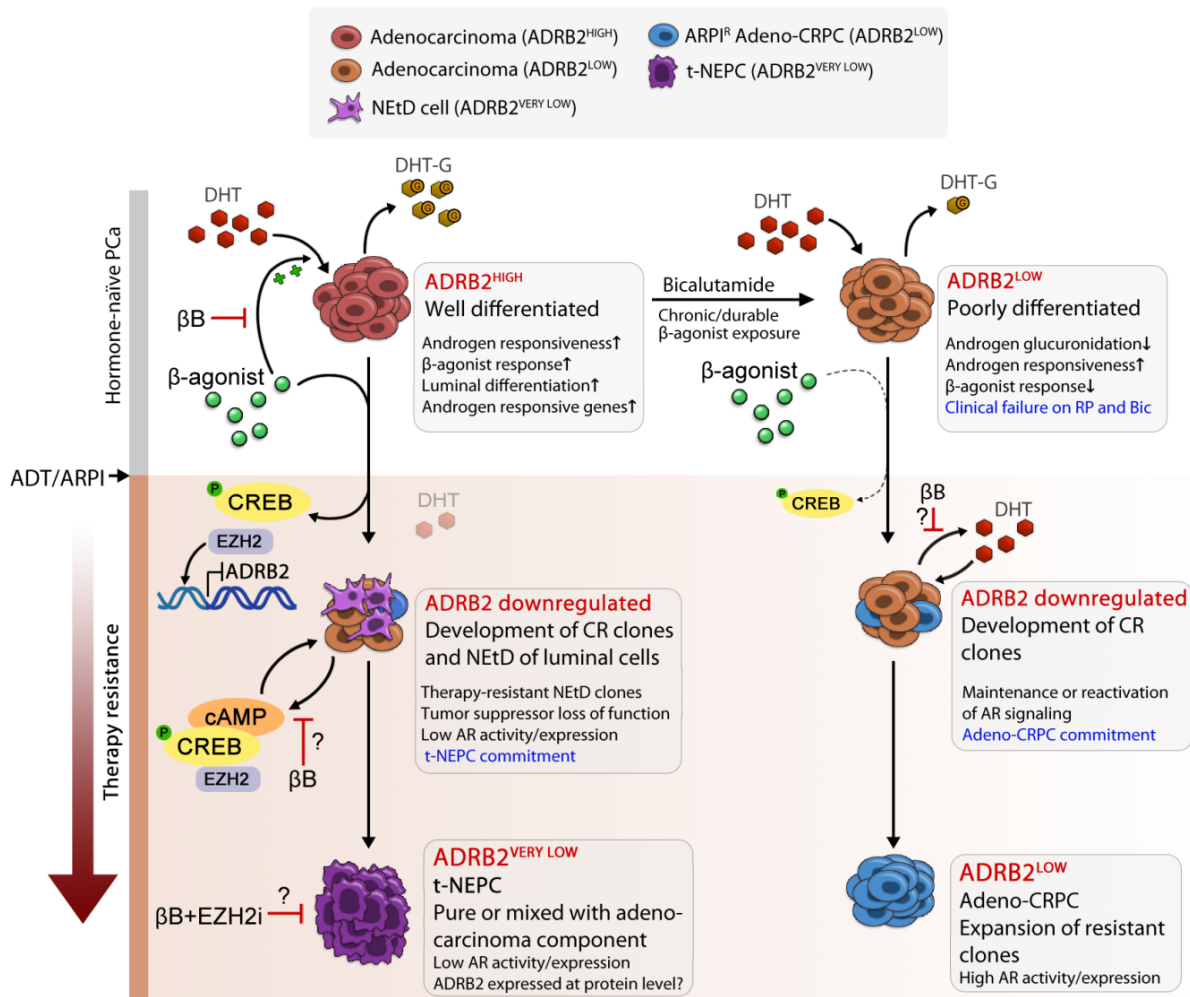 Adenocarcinoma (ADRB2HIGH)
Adenocarcinoma (ADRB2LOW)
NEtD cell (ADRB2VERY LOW)
ARPIR Adeno-CRPC (ADRB2LOW)
t-NEPC (ADRB2VERY LOW)
Hormone-naïve PCa
ADT/ARPI
Therapy resistance
DHT
DHT-G
G
G
G
G
βB
β-agonist
ADRB2HIGH
Well differentiated
Androgen responsiveness↑
β-agonist response↑
Luminal differentiation↑
Androgen responsive genes↑
Bicalutamide
Chronic/durable
β-agonist exposure
DHT
DHT-G
G
β-agonist
ADRB2LOW
Poorly differentiated
Androgen glucuronidation↓
Androgen responsiveness↑
β-agonist response↓
Clinical failure on RP and Bic
P
CREB
EZH2
ADRB2
DHT
ADRB2 downregulated
Development of CR clones
and NEtD of luminal cells
Therapy-resistant NEtD clones
Tumor suppressor loss of function
Low AR activity/expression
t-NEPC commitment
cAMP
P
CREB
EZH2
?
βB
P
CREB
βB
?
DHT
ADRB2 downregulated
Development of CR
clones
Maintenance or reactivation
of AR signaling
Adeno-CRPC commitment
βB+EZH2i
?
ADRB2VERY LOW
t-NEPC
Pure or mixed with adeno-
carcinoma component
Low AR activity/expression
ADRB2 expressed at protein level?
ADRB2LOW
Adeno-CRPC
Expansion of resistant
clones
High AR activity/expression